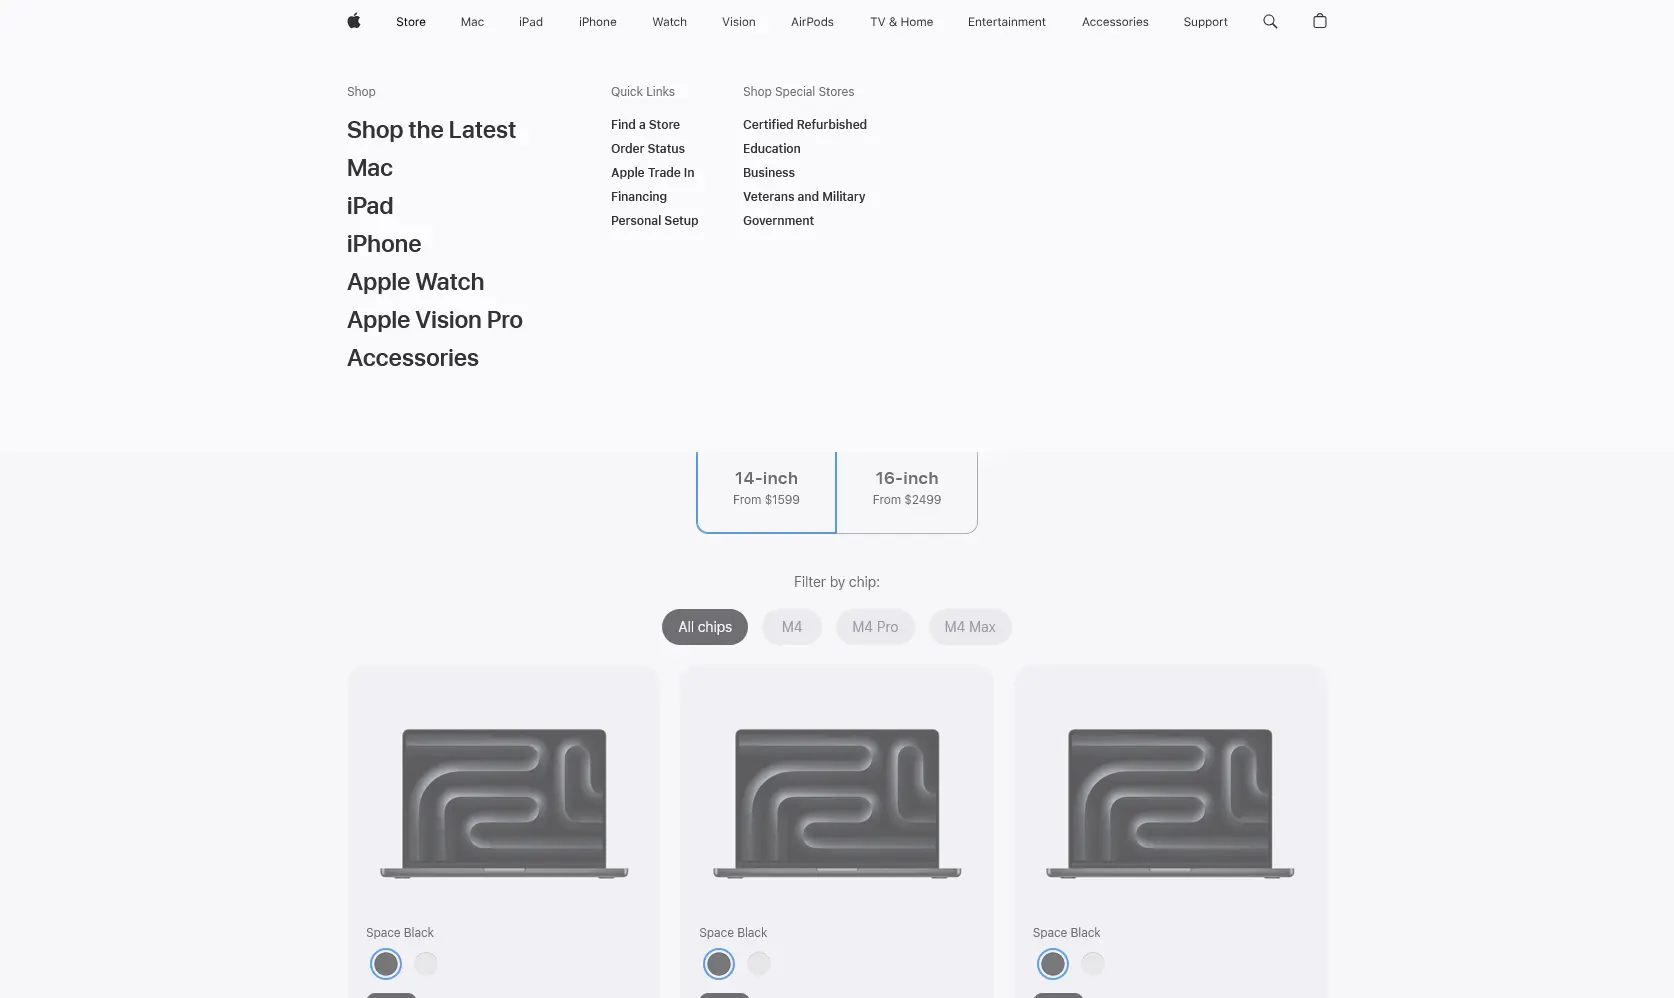 Store Mac iPad iPhone Watch Vision AirPods TV & Home Entertainment Accessories Support
Shop
Shop the Latest
Mac
iPad
iPhone
Apple Watch
Apple Vision Pro
Accessories
Quick Links
Find a Store
Order Status
Apple Trade In
Financing
Personal Setup
Shop Special Stores
Certified Refurbished
Education
Business
Veterans and Military
Government
14-inch
From $1599
16-inch
From $2499
Filter by chip:
All chips M4 M4 Pro M4 Max
Space Black
Space Black
Space Black